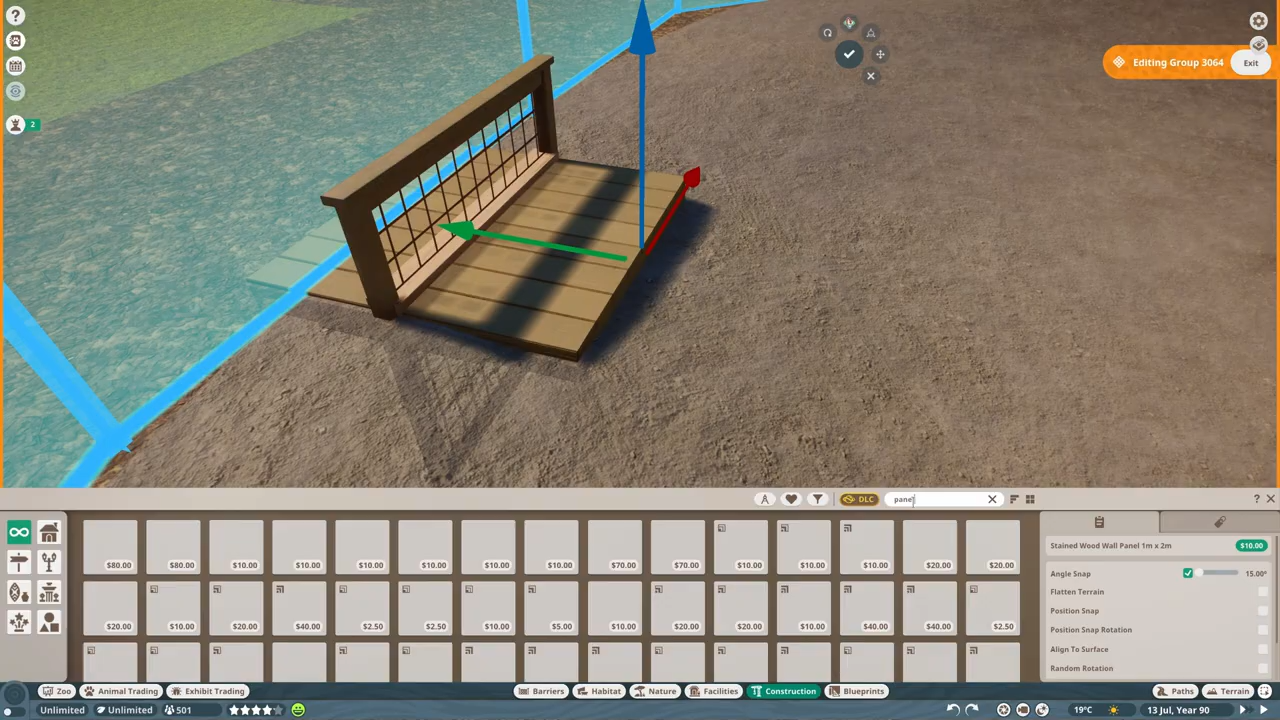 ?
2
Editing Group 3064 Exit
DLC pane
?
$80.00 $80.00 $10.00 $10.00 $10.00 $10.00 $10.00 $10.00 $70.00 $70.00 $10.00 $10.00 $10.00 $20.00 $20.00
$20.00 $10.00 $20.00 $40.00 $2.50 $2.50 $10.00 $5.00 $10.00 $20.00 $20.00 $10.00 $40.00 $40.00 $2.50
Stained Wood Wall Panel 1m x 2m $10.00
Angle Snap 15.00°
Flatten Terrain
Position Snap
Position Snap Rotation
Align To Surface
Random Rotation
Zoo Animal Trading Exhibit Trading Barriers Habitat Nature Facilities Construction Blueprints Paths Terrain
Unlimited Unlimited 501 19°C 13 Jul, Year 90